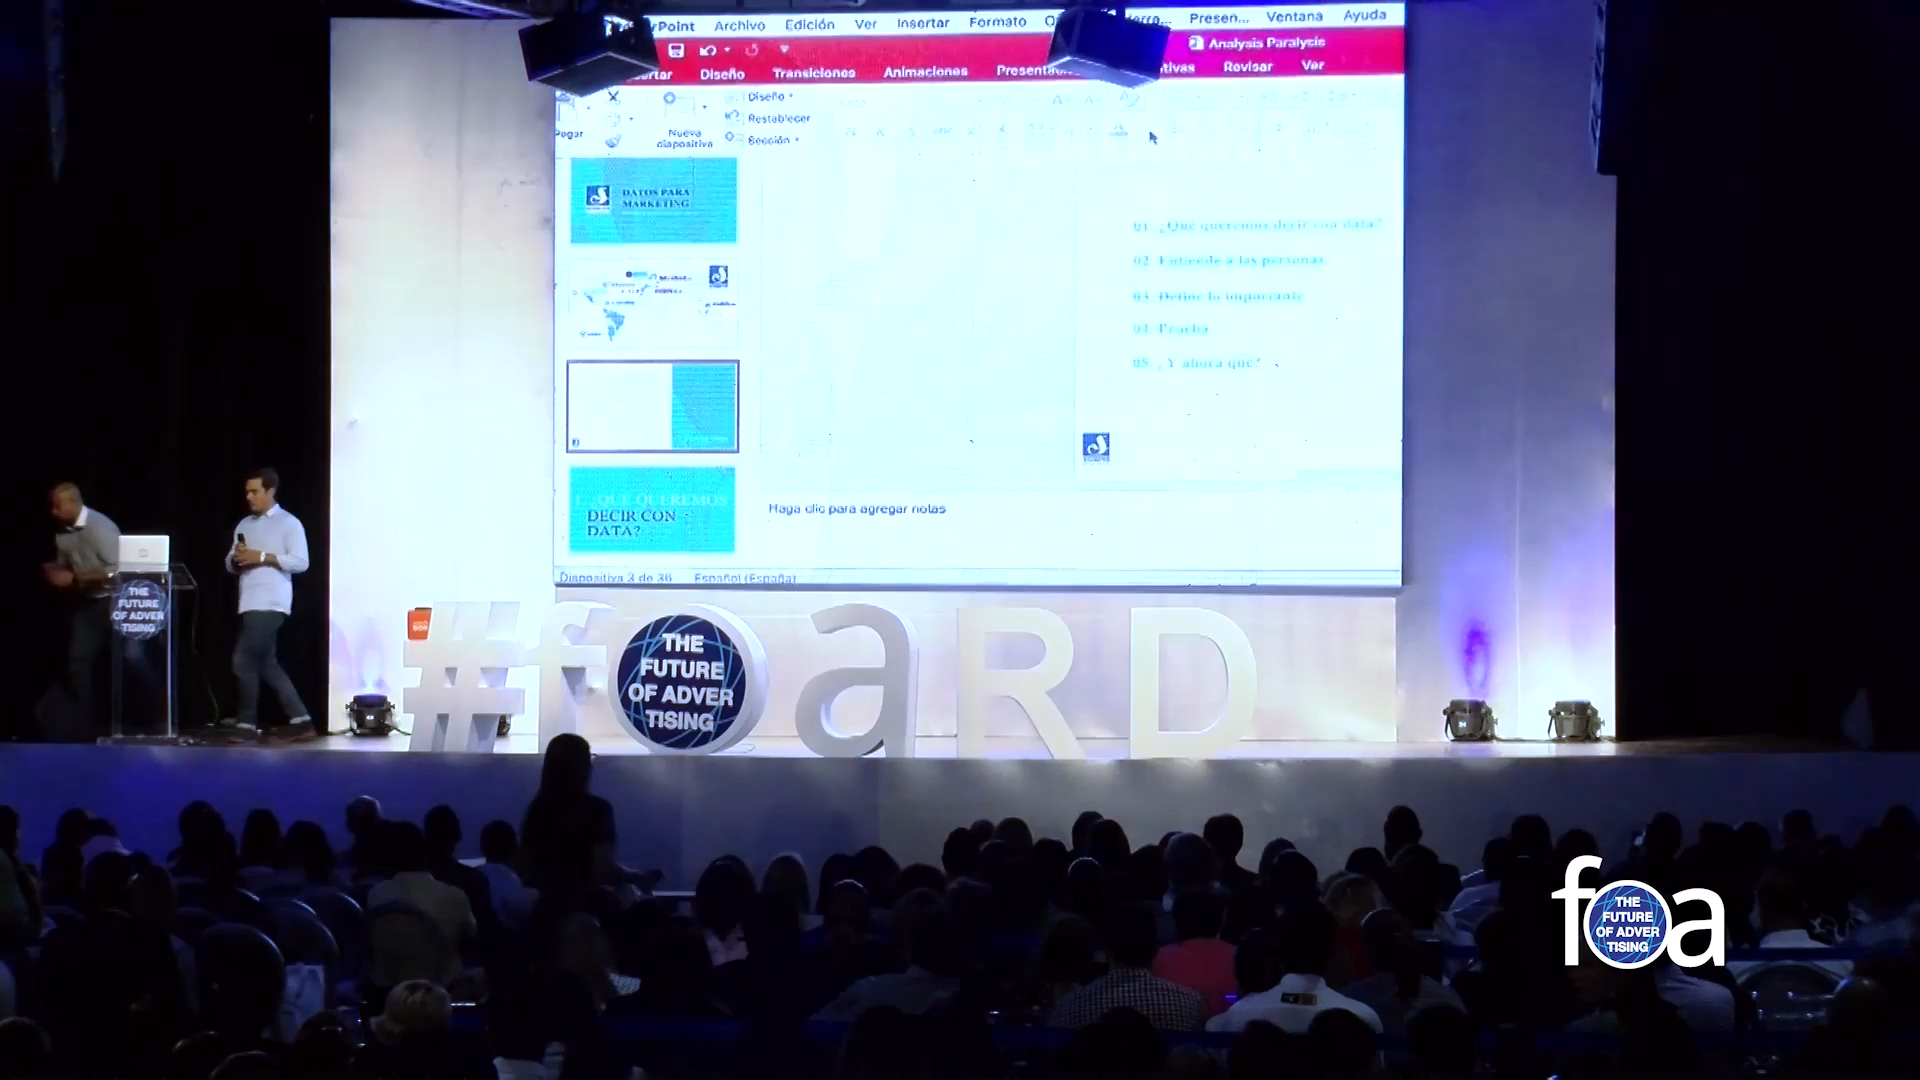 PowerPoint Archivo Edición Ver Insertar Formato
Presen... Ventana Ayuda
Analysis Paralysis
Diseño Transiciones Animaciones
Revisar Ver
Pegar
Nueva
diapositiva
Diseño
Restablecer
Sección
DATOS PARA
MARKETING
1. ¿QUÉ QUEREMOS
DECIR CON
DATA?
01. ¿Qué queremos decir con data?
02. Entiende a las personas
03. Define lo importante
04. Prueba
05. ¿Y ahora qué?
Haga clic para agregar notas
Diapositiva 3 de 36 Español (España)
THE
FUTURE
OF ADVER
TISING
#foaRD
THE
FUTURE
OF ADVER
TISING
foa
THE
FUTURE
OF ADVER
TISING